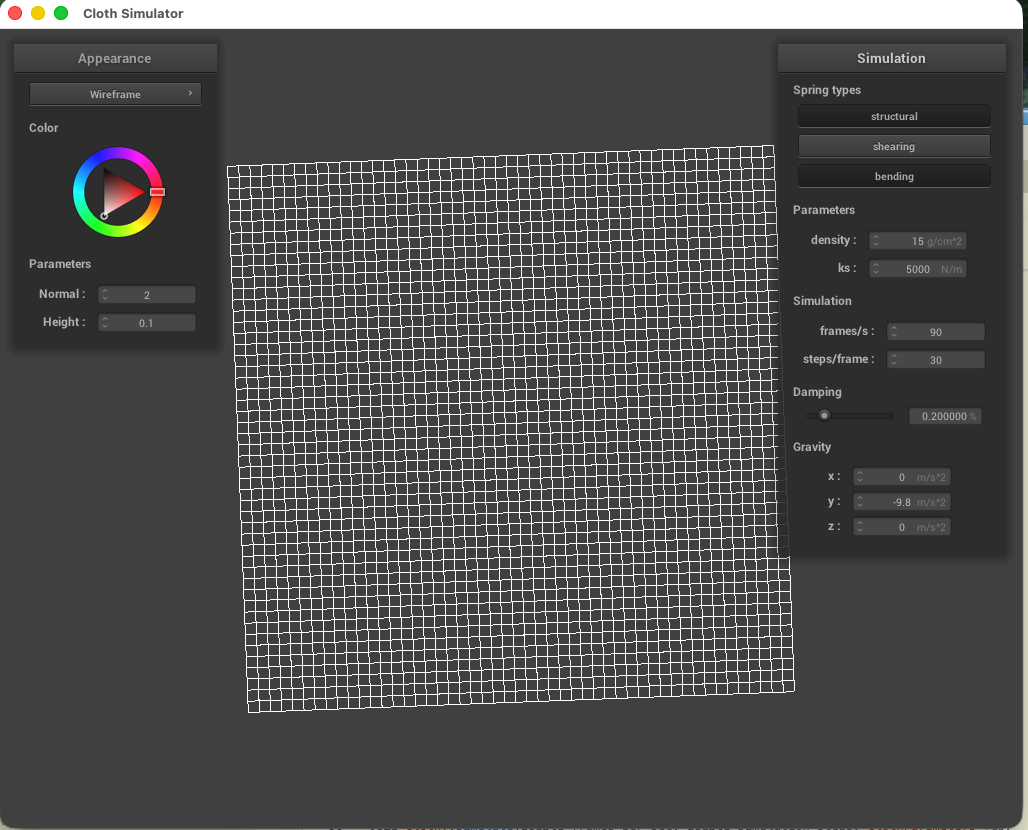 Cloth Simulator
Appearance
Wireframe
Color
Parameters
Normal : 2
Height : 0.1
Simulation
Spring types
structural
shearing
bending
Parameters
density : 15 g/cm^2
ks : 5000 N/m
Simulation
frames/s : 90
steps/frame : 30
Damping
0.200000 %
Gravity
x : 0 m/s^2
y : -9.8 m/s^2
z : 0 m/s^2